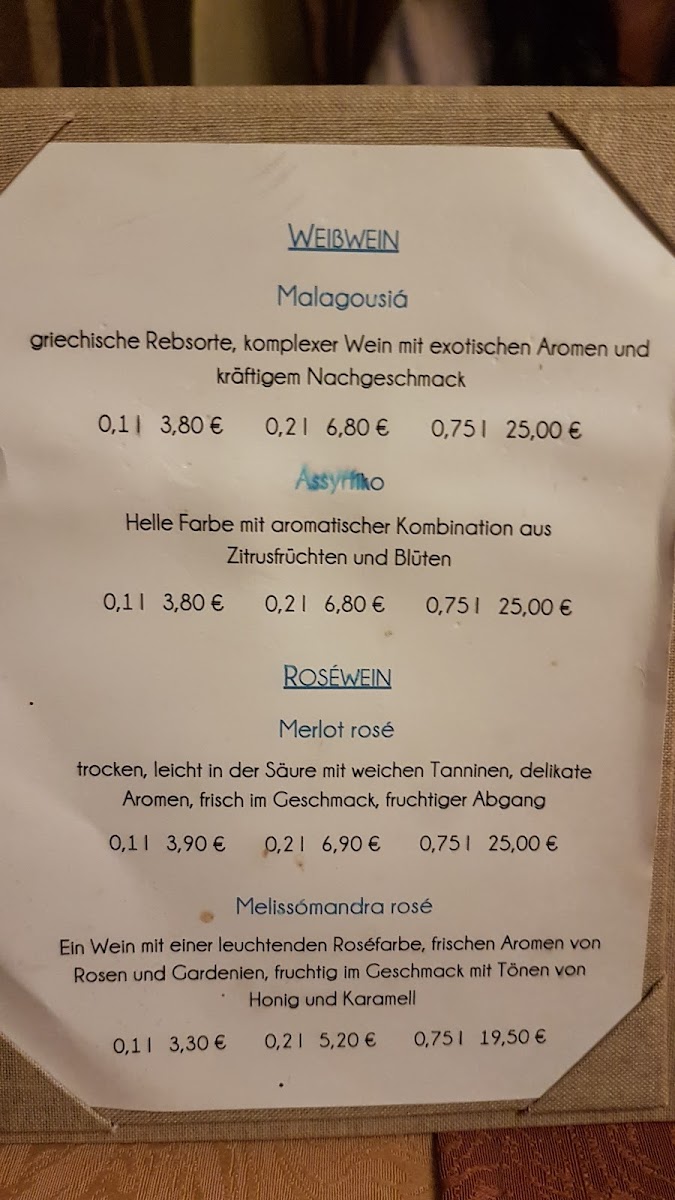 WEIßWEIN
Malagousiá
griechische Rebsorte, komplexer Wein mit exotischen Aromen und
kräftigem Nachgeschmack
0,1 l 3,80 € 0,2 l 6,80 € 0,75 l 25,00 €
Assyrtiko
Helle Farbe mit aromatischer Kombination aus
Zitrusfrüchten und Blüten
0,1 l 3,80 € 0,2 l 6,80 € 0,75 l 25,00 €
ROSÉWEIN
Merlot rosé
trocken, leicht in der Säure mit weichen Tanninen, delikate
Aromen, frisch im Geschmack, fruchtiger Abgang
0,1 l 3,90 € 0,2 l 6,90 € 0,75 l 25,00 €
Melissómandra rosé
Ein Wein mit einer leuchtenden Roséfarbe, frischen Aromen von
Rosen und Gardenien, fruchtig im Geschmack mit Tönen von
Honig und Karamell
0,1 l 3,30 € 0,2 l 5,20 € 0,75 l 19,50 €